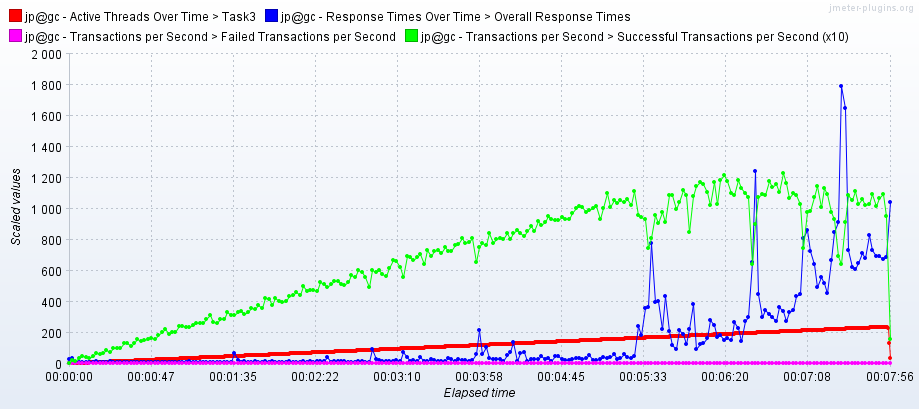 jmeter-plugins.org
jp@gc - Active Threads Over Time > Task3 jp@gc - Response Times Over Time > Overall Response Times
jp@gc - Transactions per Second > Failed Transactions per Second jp@gc - Transactions per Second > Successful Transactions per Second (x10)
2 000
1 800
1 600
1 400
1 200
1 000
800
600
400
200
0
Scaled values
00:00:00 00:00:47 00:01:35 00:02:22 00:03:10 00:03:58 00:04:45 00:05:33 00:06:20 00:07:08 00:07:56
Elapsed time